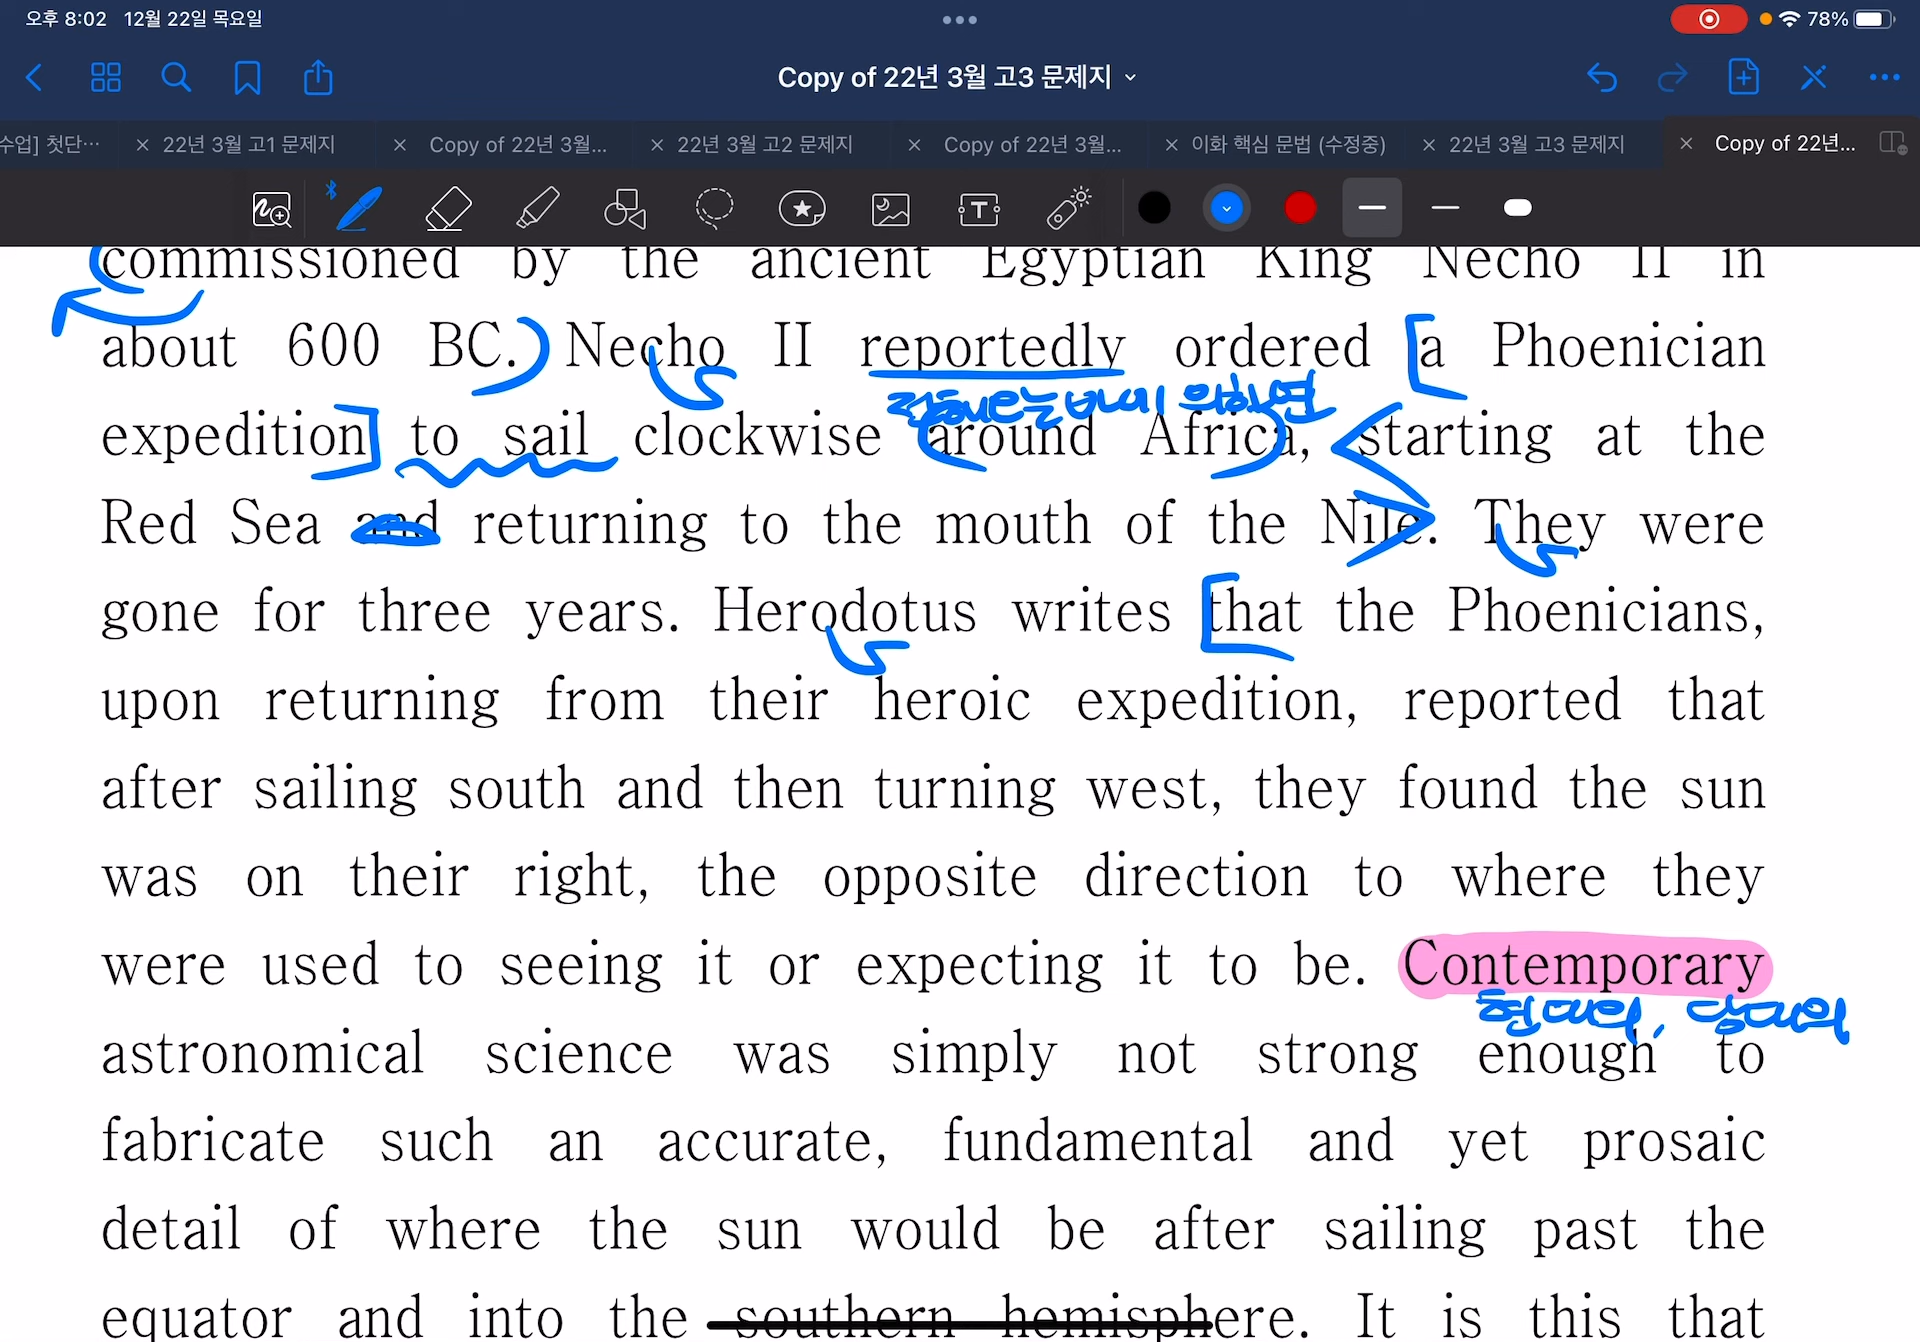 오후 8:02 12월 22일 목요일
78%
Copy of 22년 3월 고3 문제지
수업] 첫단… × 22년 3월 고1 문제지 × Copy of 22년 3월… × 22년 3월 고2 문제지 × Copy of 22년 3월… × 이화 핵심 문법 (수정중) × 22년 3월 고3 문제지 × Copy of 22년…
commissioned by the ancient Egyptian King Necho II in
about 600 BC. Necho II reportedly ordered a Phoenician
전해오는 바에 의하면
expedition to sail clockwise around Africa, starting at the
Red Sea and returning to the mouth of the Nile. They were
gone for three years. Herodotus writes that the Phoenicians,
upon returning from their heroic expedition, reported that
after sailing south and then turning west, they found the sun
was on their right, the opposite direction to where they
were used to seeing it or expecting it to be. Contemporary
현대의, 당대의
astronomical science was simply not strong enough to
fabricate such an accurate, fundamental and yet prosaic
detail of where the sun would be after sailing past the
equator and into the southern hemisphere. It is this that